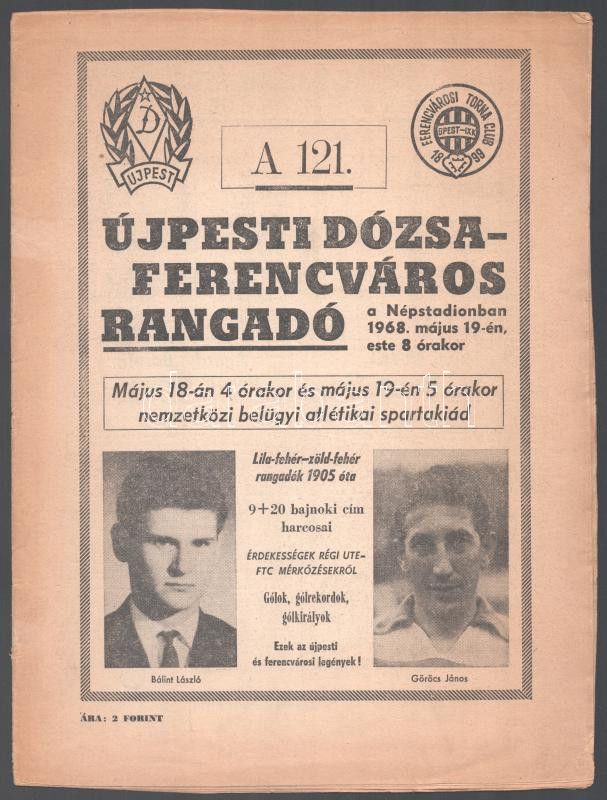 UJPEST
FERENCVÁROSI TORNA CLUB
BPEST-IXK
18 99
A 121.
ÚJPESTI DÓZSA–
FERENCVÁROS
RANGADÓ
a Népstadionban
1968. május 19-én,
este 8 órakor
Május 18-án 4 órakor és május 19-én 5 órakor
nemzetközi belügyi atlétikai spartakiád
Lila-fehér–zöld-fehér
rangadók 1905 óta
9+20 bajnoki cím
harcosai
ÉRDEKESSÉGEK RÉGI UTE–
FTC MÉRKŐZÉSEKRŐL
Gólok, gólrekordok,
gólkirályok
Ezek az újpesti
és ferencvárosi legények!
Bálint László
Göröcs János
ÁRA: 2 FORINT